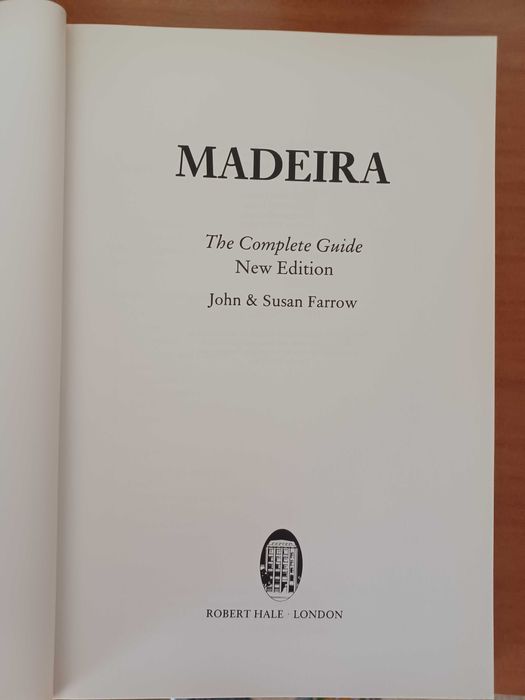 MADEIRA
The Complete Guide
New Edition
John & Susan Farrow
ROBERT HALE · LONDON